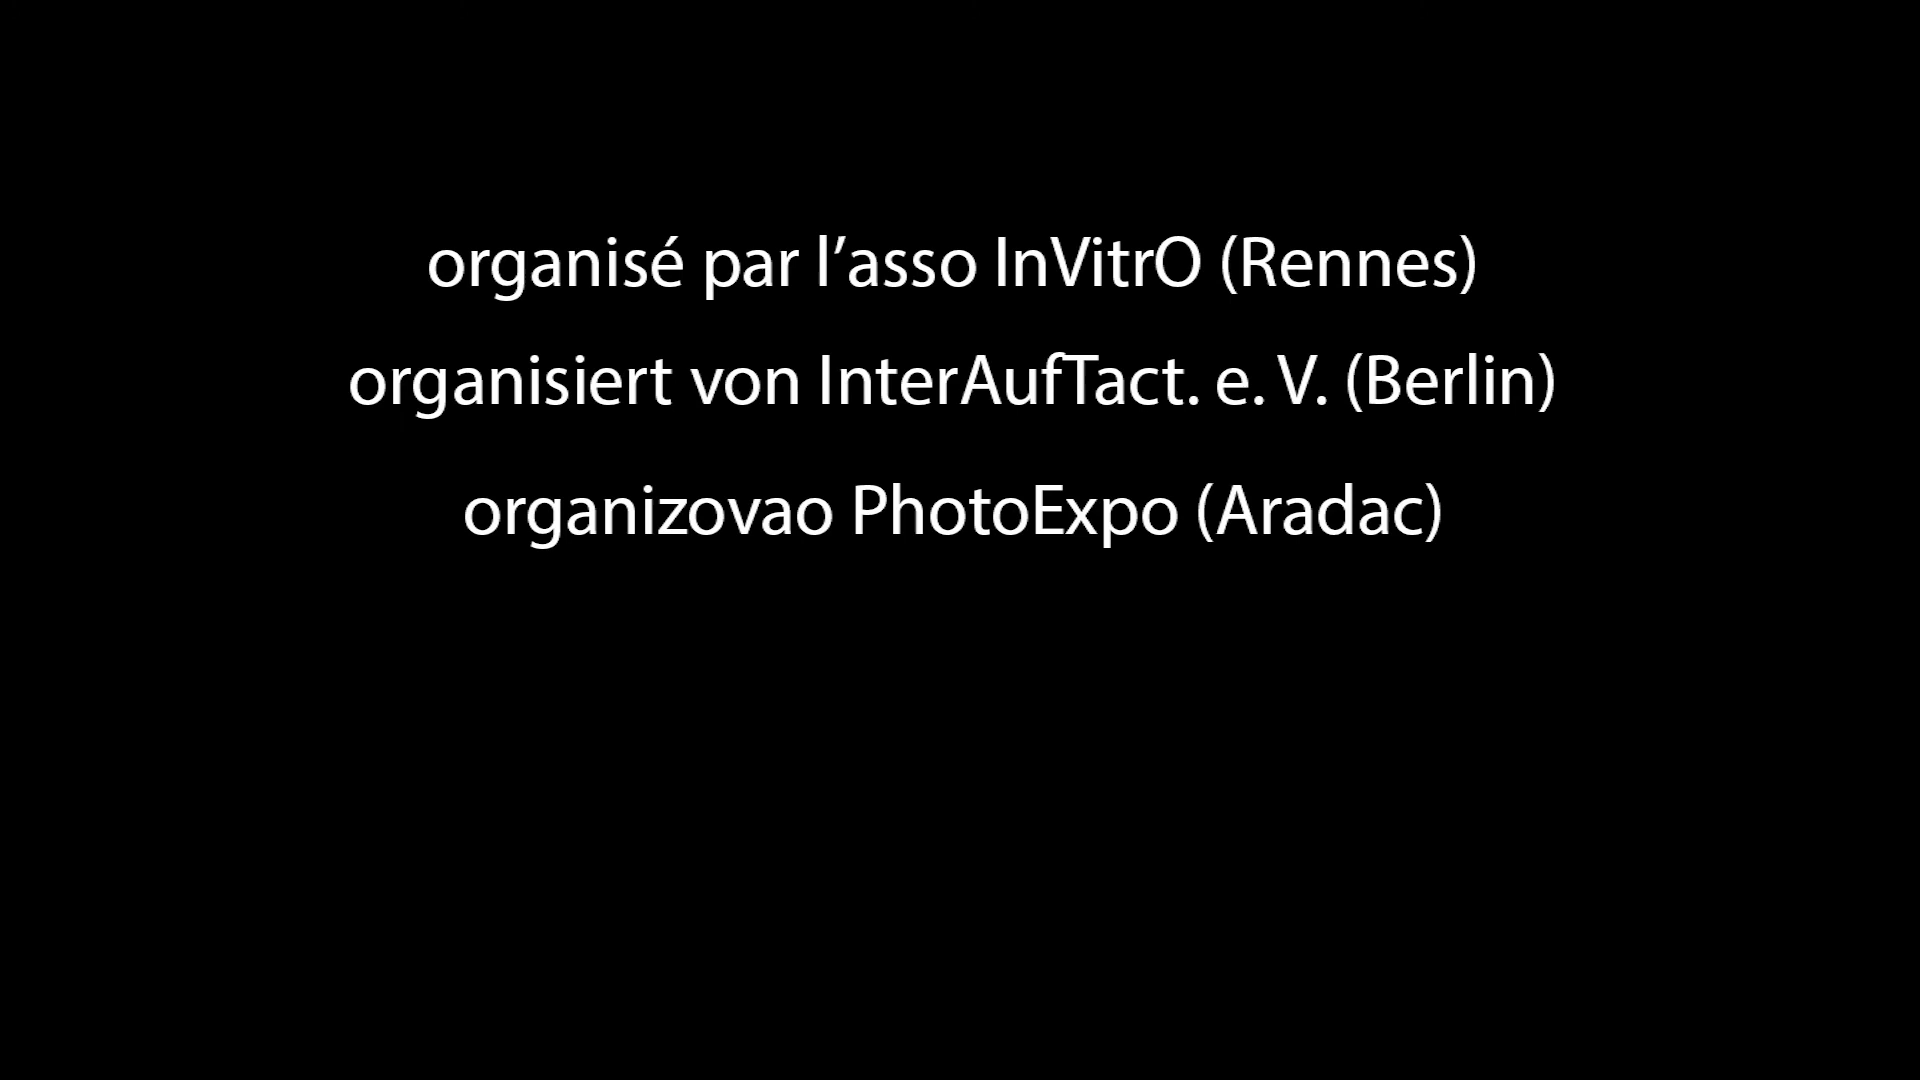 organisé par l’asso InVitrO (Rennes)
organisiert von InterAufTact. e. V. (Berlin)
organizovao PhotoExpo (Aradac)